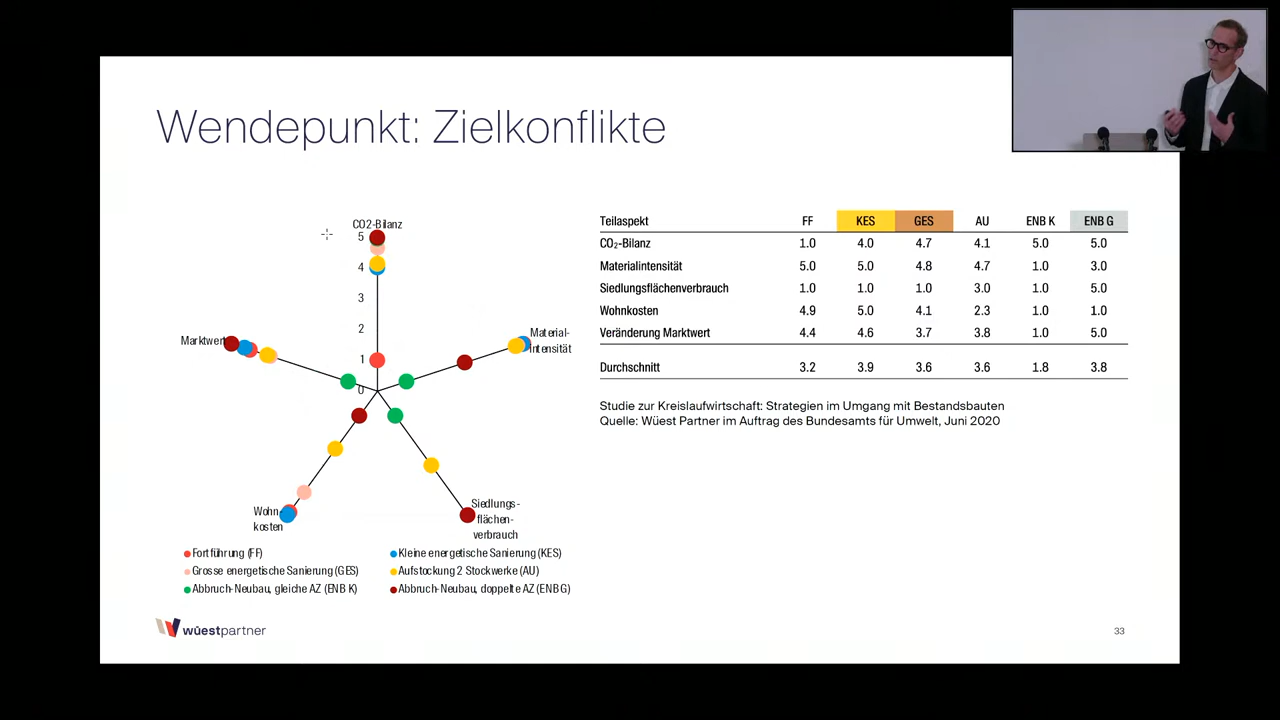 Wendepunkt: Zielkonflikte
CO2-Bilanz
5
4
3
2
1
0
Marktwert
Material-
intensität
Wohn-
kosten
Siedlungs-
flächen-
verbrauch
Fortführung (FF)
Kleine energetische Sanierung (KES)
Grosse energetische Sanierung (GES)
Aufstockung 2 Stockwerke (AU)
Abbruch-Neubau, gleiche AZ (ENB K)
Abbruch-Neubau, doppelte AZ (ENB G)
Teilaspekt FF KES GES AU ENB K ENB G
CO₂-Bilanz 1.0 4.0 4.7 4.1 5.0 5.0
Materialintensität 5.0 5.0 4.8 4.7 1.0 3.0
Siedlungsflächenverbrauch 1.0 1.0 1.0 3.0 1.0 5.0
Wohnkosten 4.9 5.0 4.1 2.3 1.0 1.0
Veränderung Marktwert 4.4 4.6 3.7 3.8 1.0 5.0
Durchschnitt 3.2 3.9 3.6 3.6 1.8 3.8
Studie zur Kreislaufwirtschaft: Strategien im Umgang mit Bestandsbauten
Quelle: Wüest Partner im Auftrag des Bundesamts für Umwelt, Juni 2020
wüestpartner
33